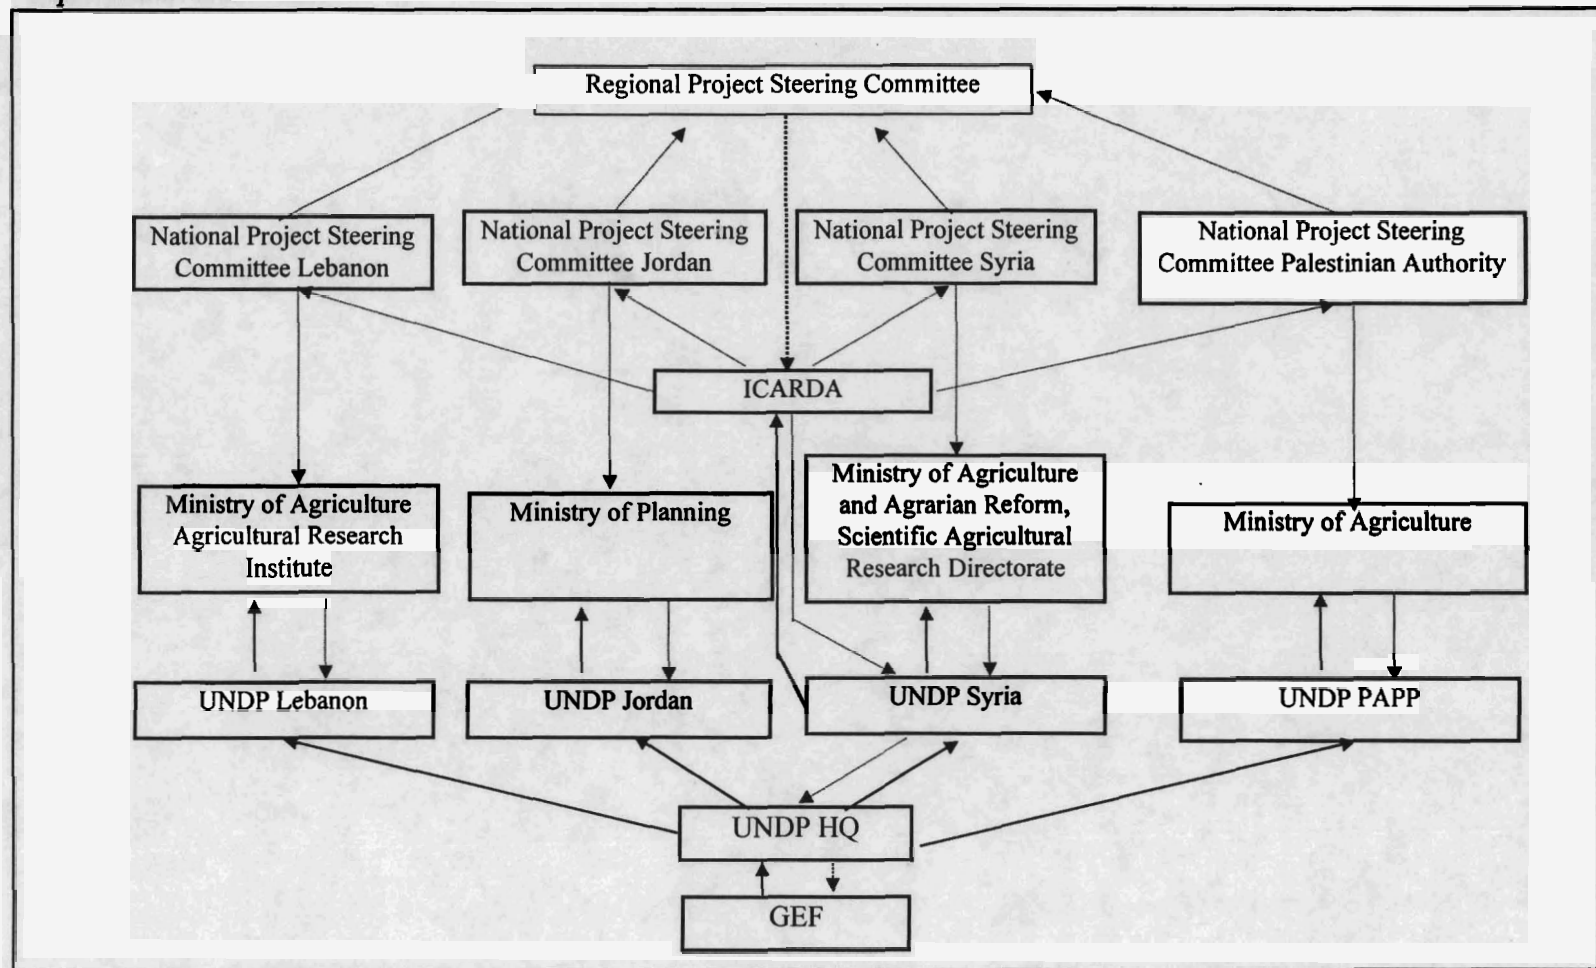 Regional Project Steering Committee
National Project Steering
Committee Lebanon
National Project Steering
Committee Jordan
National Project Steering
Committee Syria
National Project Steering
Committee Palestinian Authority
ICARDA
Ministry of Agriculture
Agricultural Research
Institute
Ministry of Planning
Ministry of Agriculture
and Agrarian Reform,
Scientific Agricultural
Research Directorate
Ministry of Agriculture
UNDP Lebanon
UNDP Jordan
UNDP Syria
UNDP PAPP
UNDP HQ
GEF